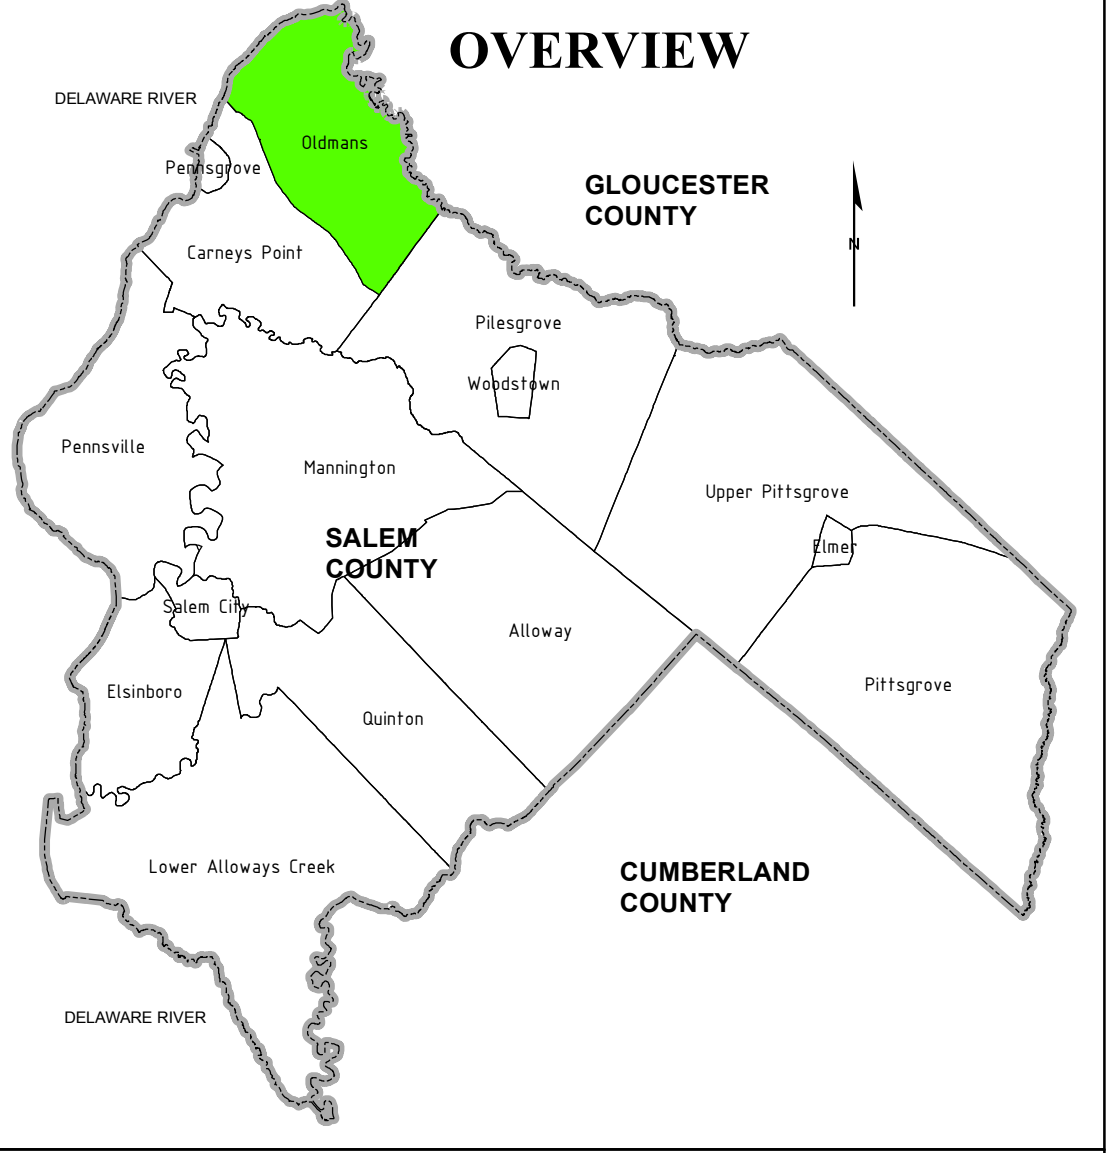 OVERVIEW
DELAWARE RIVER
Oldmans
Pennsgrove
GLOUCESTER
COUNTY
N
Carneys Point
Pilesgrove
Woodstown
Pennsville
Mannington
Upper Pittsgrove
SALEM
COUNTY
Elmer
Salem City
Alloway
Elsinboro
Pittsgrove
Quinton
Lower Alloways Creek
CUMBERLAND
COUNTY
DELAWARE RIVER